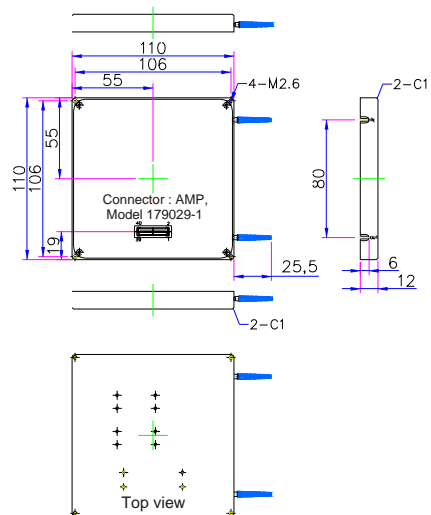 110
106
55
4-M2.6
2-C1
55
110
106
19
Connector : AMP,
Model 179029-1
80
25,5
6
12
2-C1
Top view